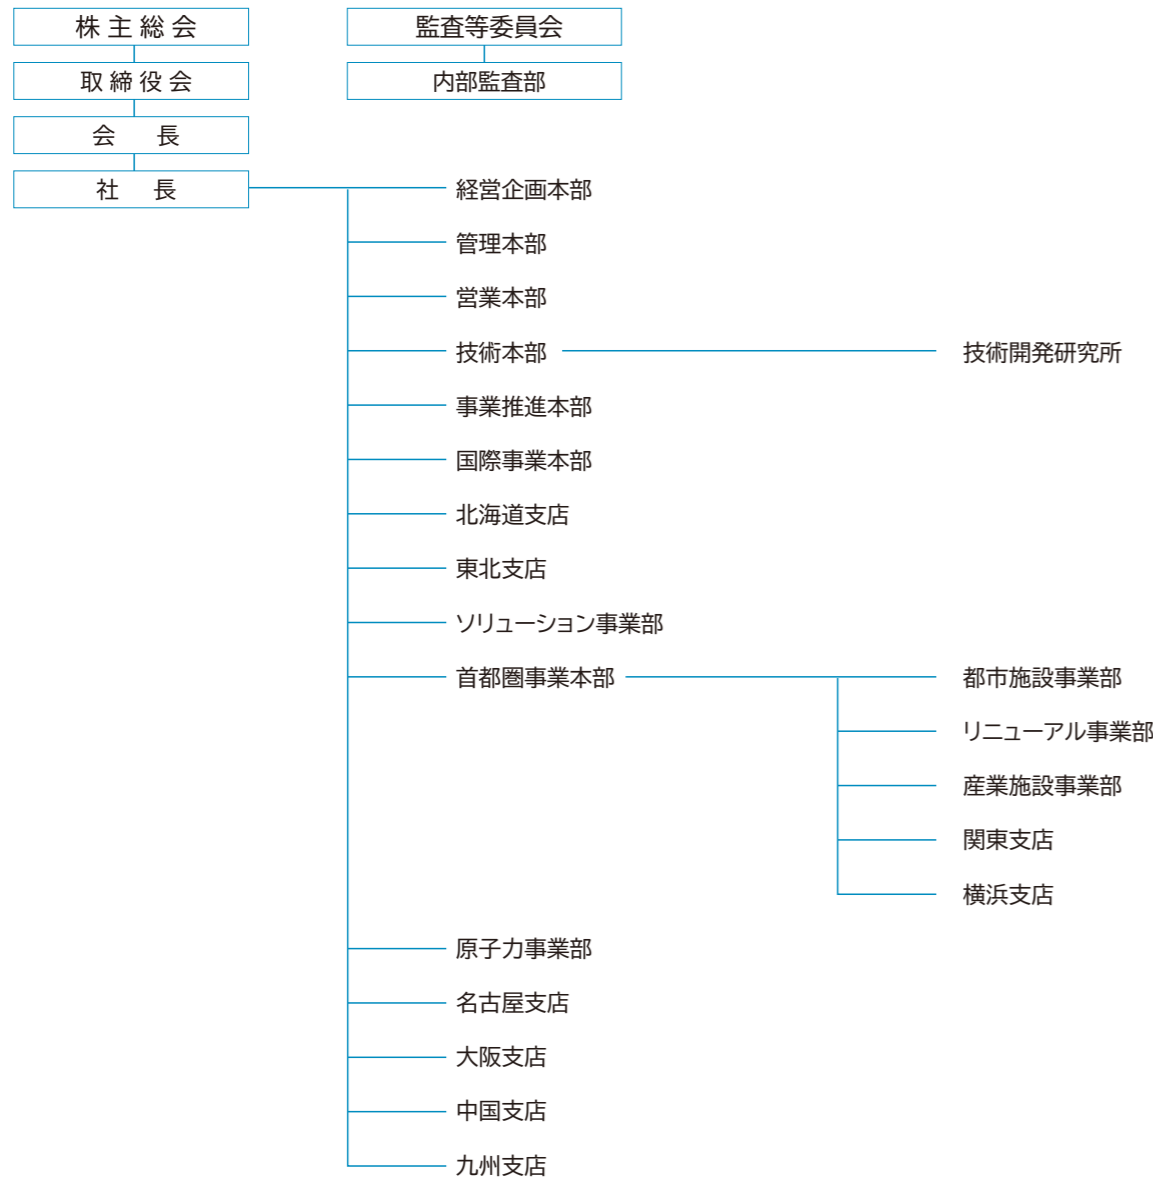 株主総会
監査等委員会
取締役会
内部監査部
会 長
社 長
経営企画本部
管理本部
営業本部
技術本部
技術開発研究所
事業推進本部
国際事業本部
北海道支店
東北支店
ソリューション事業部
首都圏事業本部
都市施設事業部
リニューアル事業部
産業施設事業部
関東支店
横浜支店
原子力事業部
名古屋支店
大阪支店
中国支店
九州支店